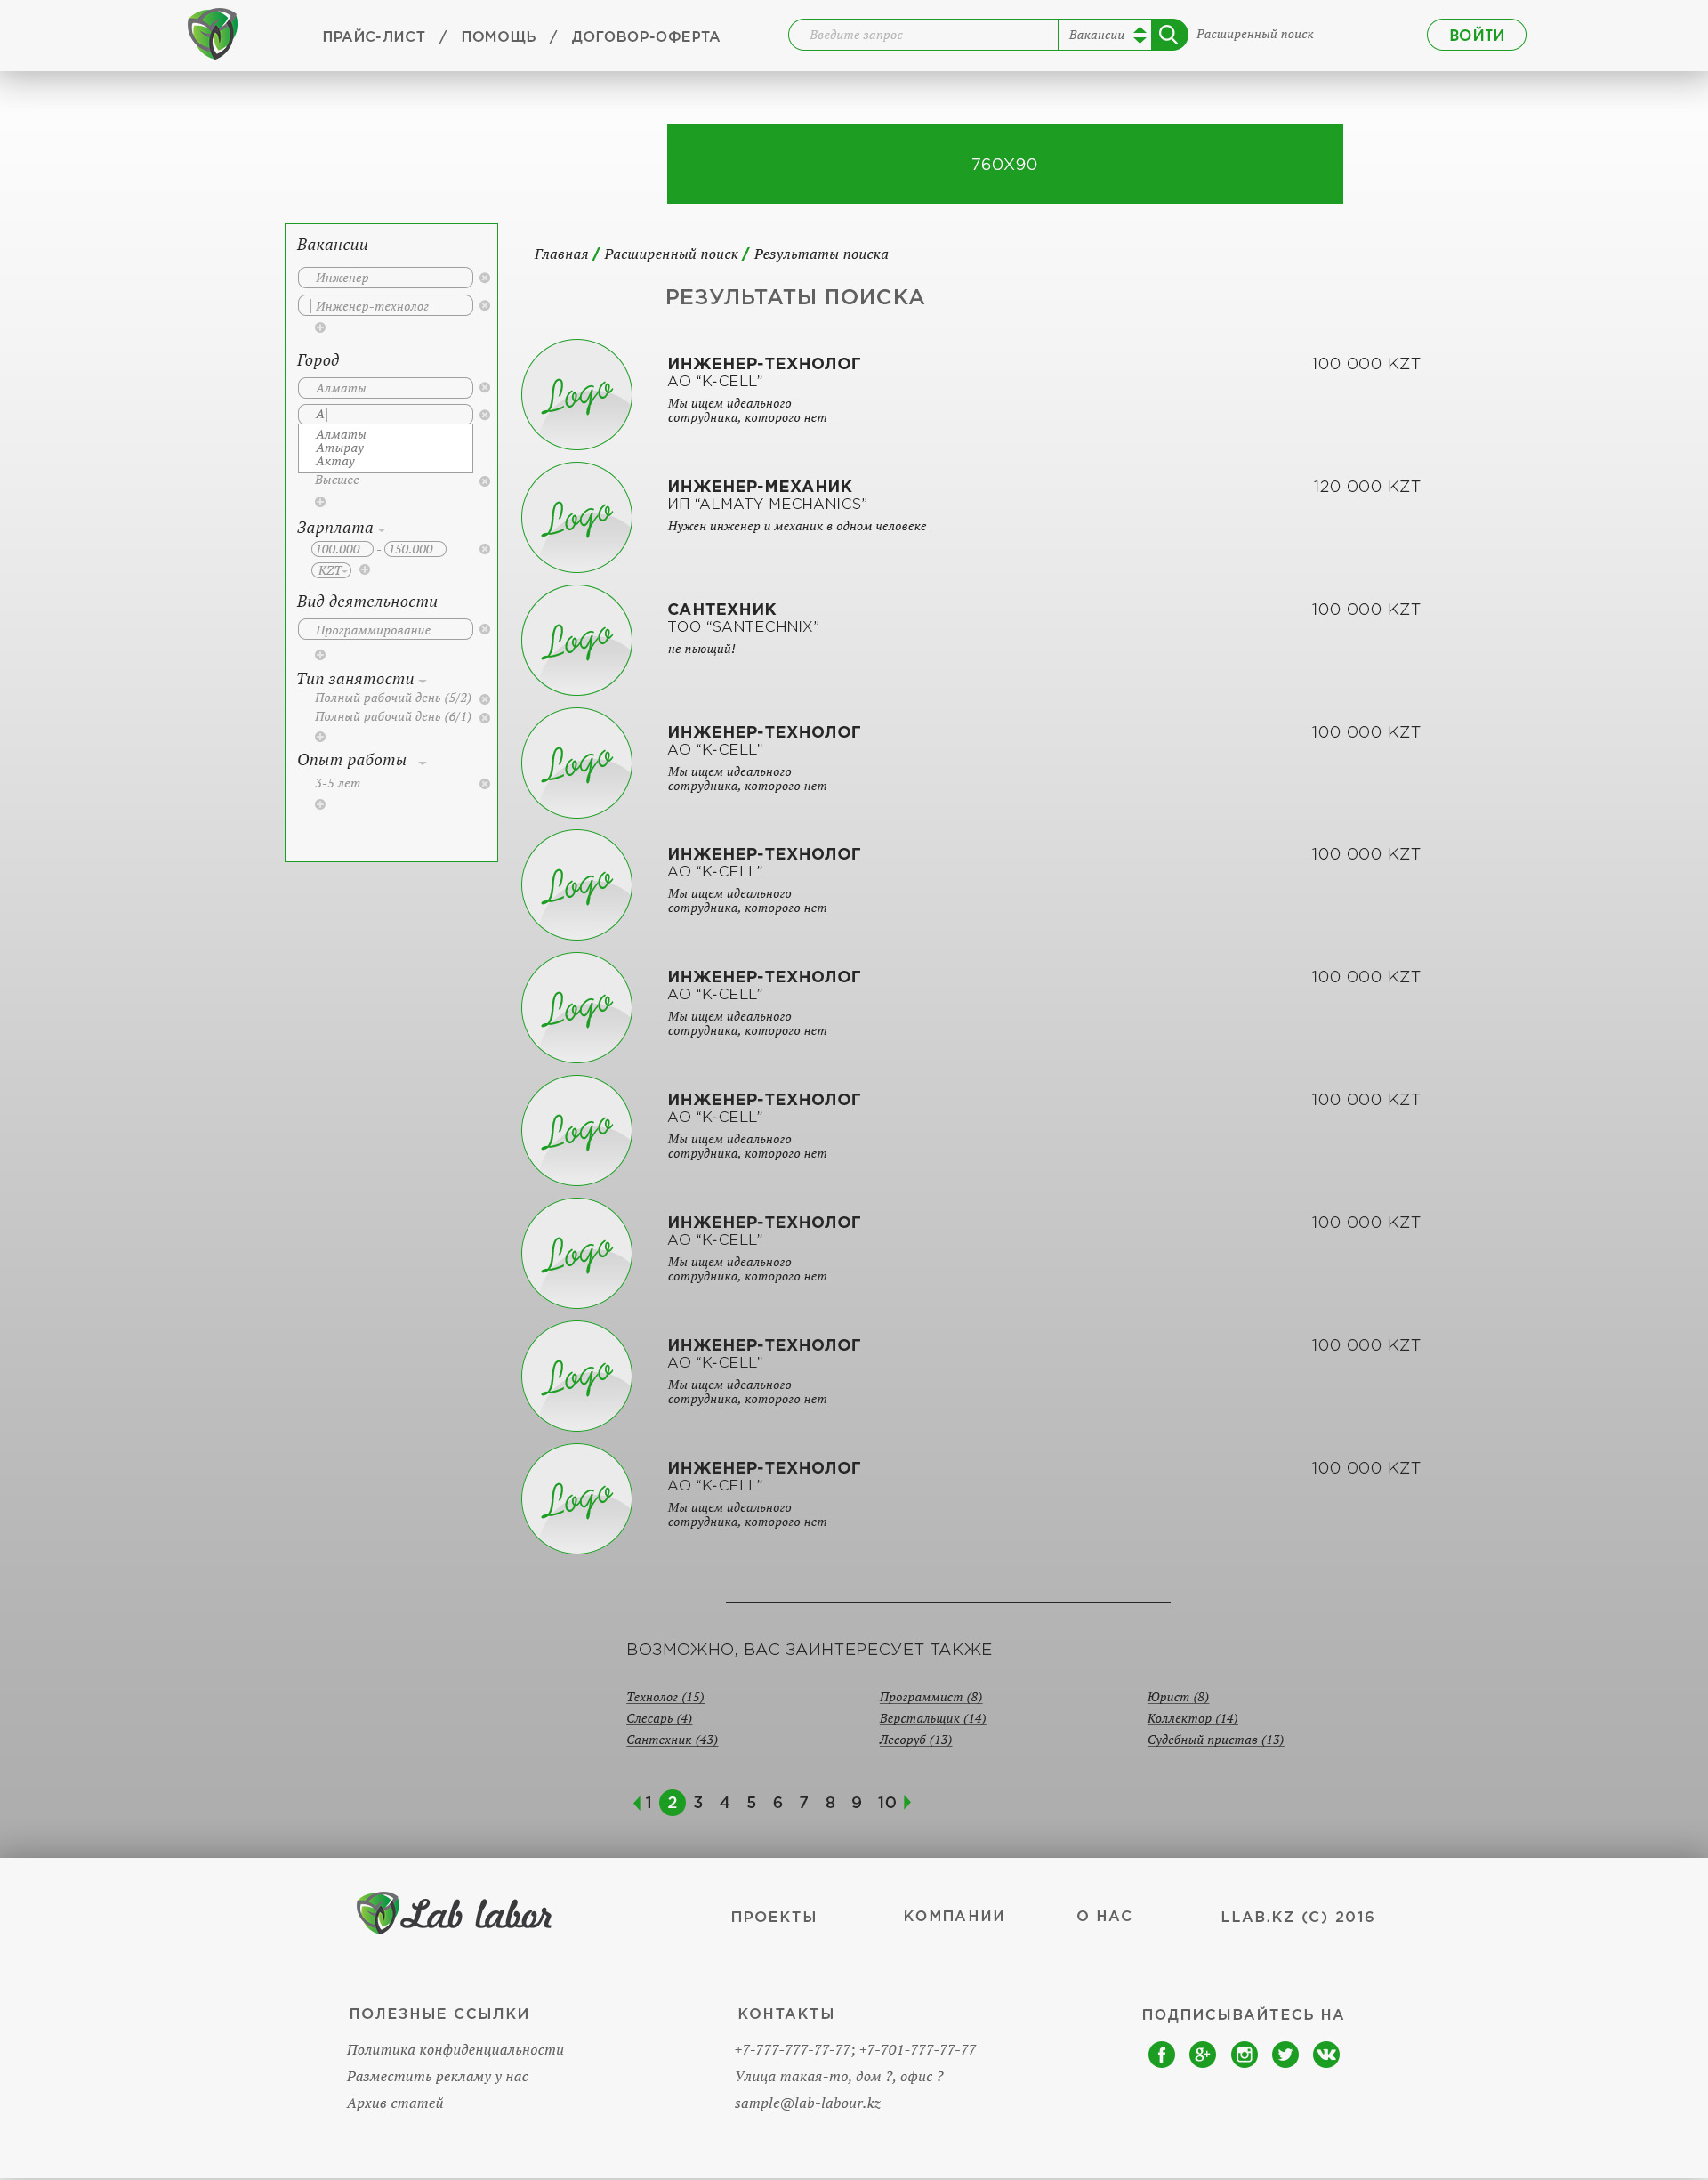 ПРАЙС-ЛИСТ / ПОМОЩЬ / ДОГОВОР-ОФЕРТА
Введите запрос
Вакансии
Расширенный поиск
ВОЙТИ
760X90
Вакансии
Инженер
Инженер-технолог
Город
Алматы
А
Алматы
Атырау
Актау
Высшее
Зарплата
100.000 - 150.000
KZT
Вид деятельности
Программирование
Тип занятости
Полный рабочий день (5/2)
Полный рабочий день (6/1)
Опыт работы
3-5 лет
Главная / Расширенный поиск / Результаты поиска
РЕЗУЛЬТАТЫ ПОИСКА
Logo
ИНЖЕНЕР-ТЕХНОЛОГ
100 000 KZT
АО “K-CELL”
Мы ищем идеального
сотрудника, которого нет
Logo
ИНЖЕНЕР-МЕХАНИК
120 000 KZT
ИП “ALMATY MECHANICS”
Нужен инженер и механик в одном человеке
Logo
САНТЕХНИК
100 000 KZT
ТОО “SANTECHNIX”
не пьющий!
Logo
ИНЖЕНЕР-ТЕХНОЛОГ
100 000 KZT
АО “K-CELL”
Мы ищем идеального
сотрудника, которого нет
Logo
ИНЖЕНЕР-ТЕХНОЛОГ
100 000 KZT
АО “K-CELL”
Мы ищем идеального
сотрудника, которого нет
Logo
ИНЖЕНЕР-ТЕХНОЛОГ
100 000 KZT
АО “K-CELL”
Мы ищем идеального
сотрудника, которого нет
Logo
ИНЖЕНЕР-ТЕХНОЛОГ
100 000 KZT
АО “K-CELL”
Мы ищем идеального
сотрудника, которого нет
Logo
ИНЖЕНЕР-ТЕХНОЛОГ
100 000 KZT
АО “K-CELL”
Мы ищем идеального
сотрудника, которого нет
Logo
ИНЖЕНЕР-ТЕХНОЛОГ
100 000 KZT
АО “K-CELL”
Мы ищем идеального
сотрудника, которого нет
Logo
ИНЖЕНЕР-ТЕХНОЛОГ
100 000 KZT
АО “K-CELL”
Мы ищем идеального
сотрудника, которого нет
ВОЗМОЖНО, ВАС ЗАИНТЕРЕСУЕТ ТАКЖЕ
Технолог (15)
Слесарь (4)
Сантехник (43)
Программист (8)
Верстальщик (14)
Лесоруб (13)
Юрист (8)
Коллектор (14)
Судебный пристав (13)
1 2 3 4 5 6 7 8 9 10
Lab labor
ПРОЕКТЫ
КОМПАНИИ
О НАС
LLAB.KZ (C) 2016
ПОЛЕЗНЫЕ ССЫЛКИ
Политика конфиденциальности
Разместить рекламу у нас
Архив статей
КОНТАКТЫ
+7-777-777-77-77; +7-701-777-77-77
Улица такая-то, дом ?, офис ?
sample@lab-labour.kz
ПОДПИСЫВАЙТЕСЬ НА